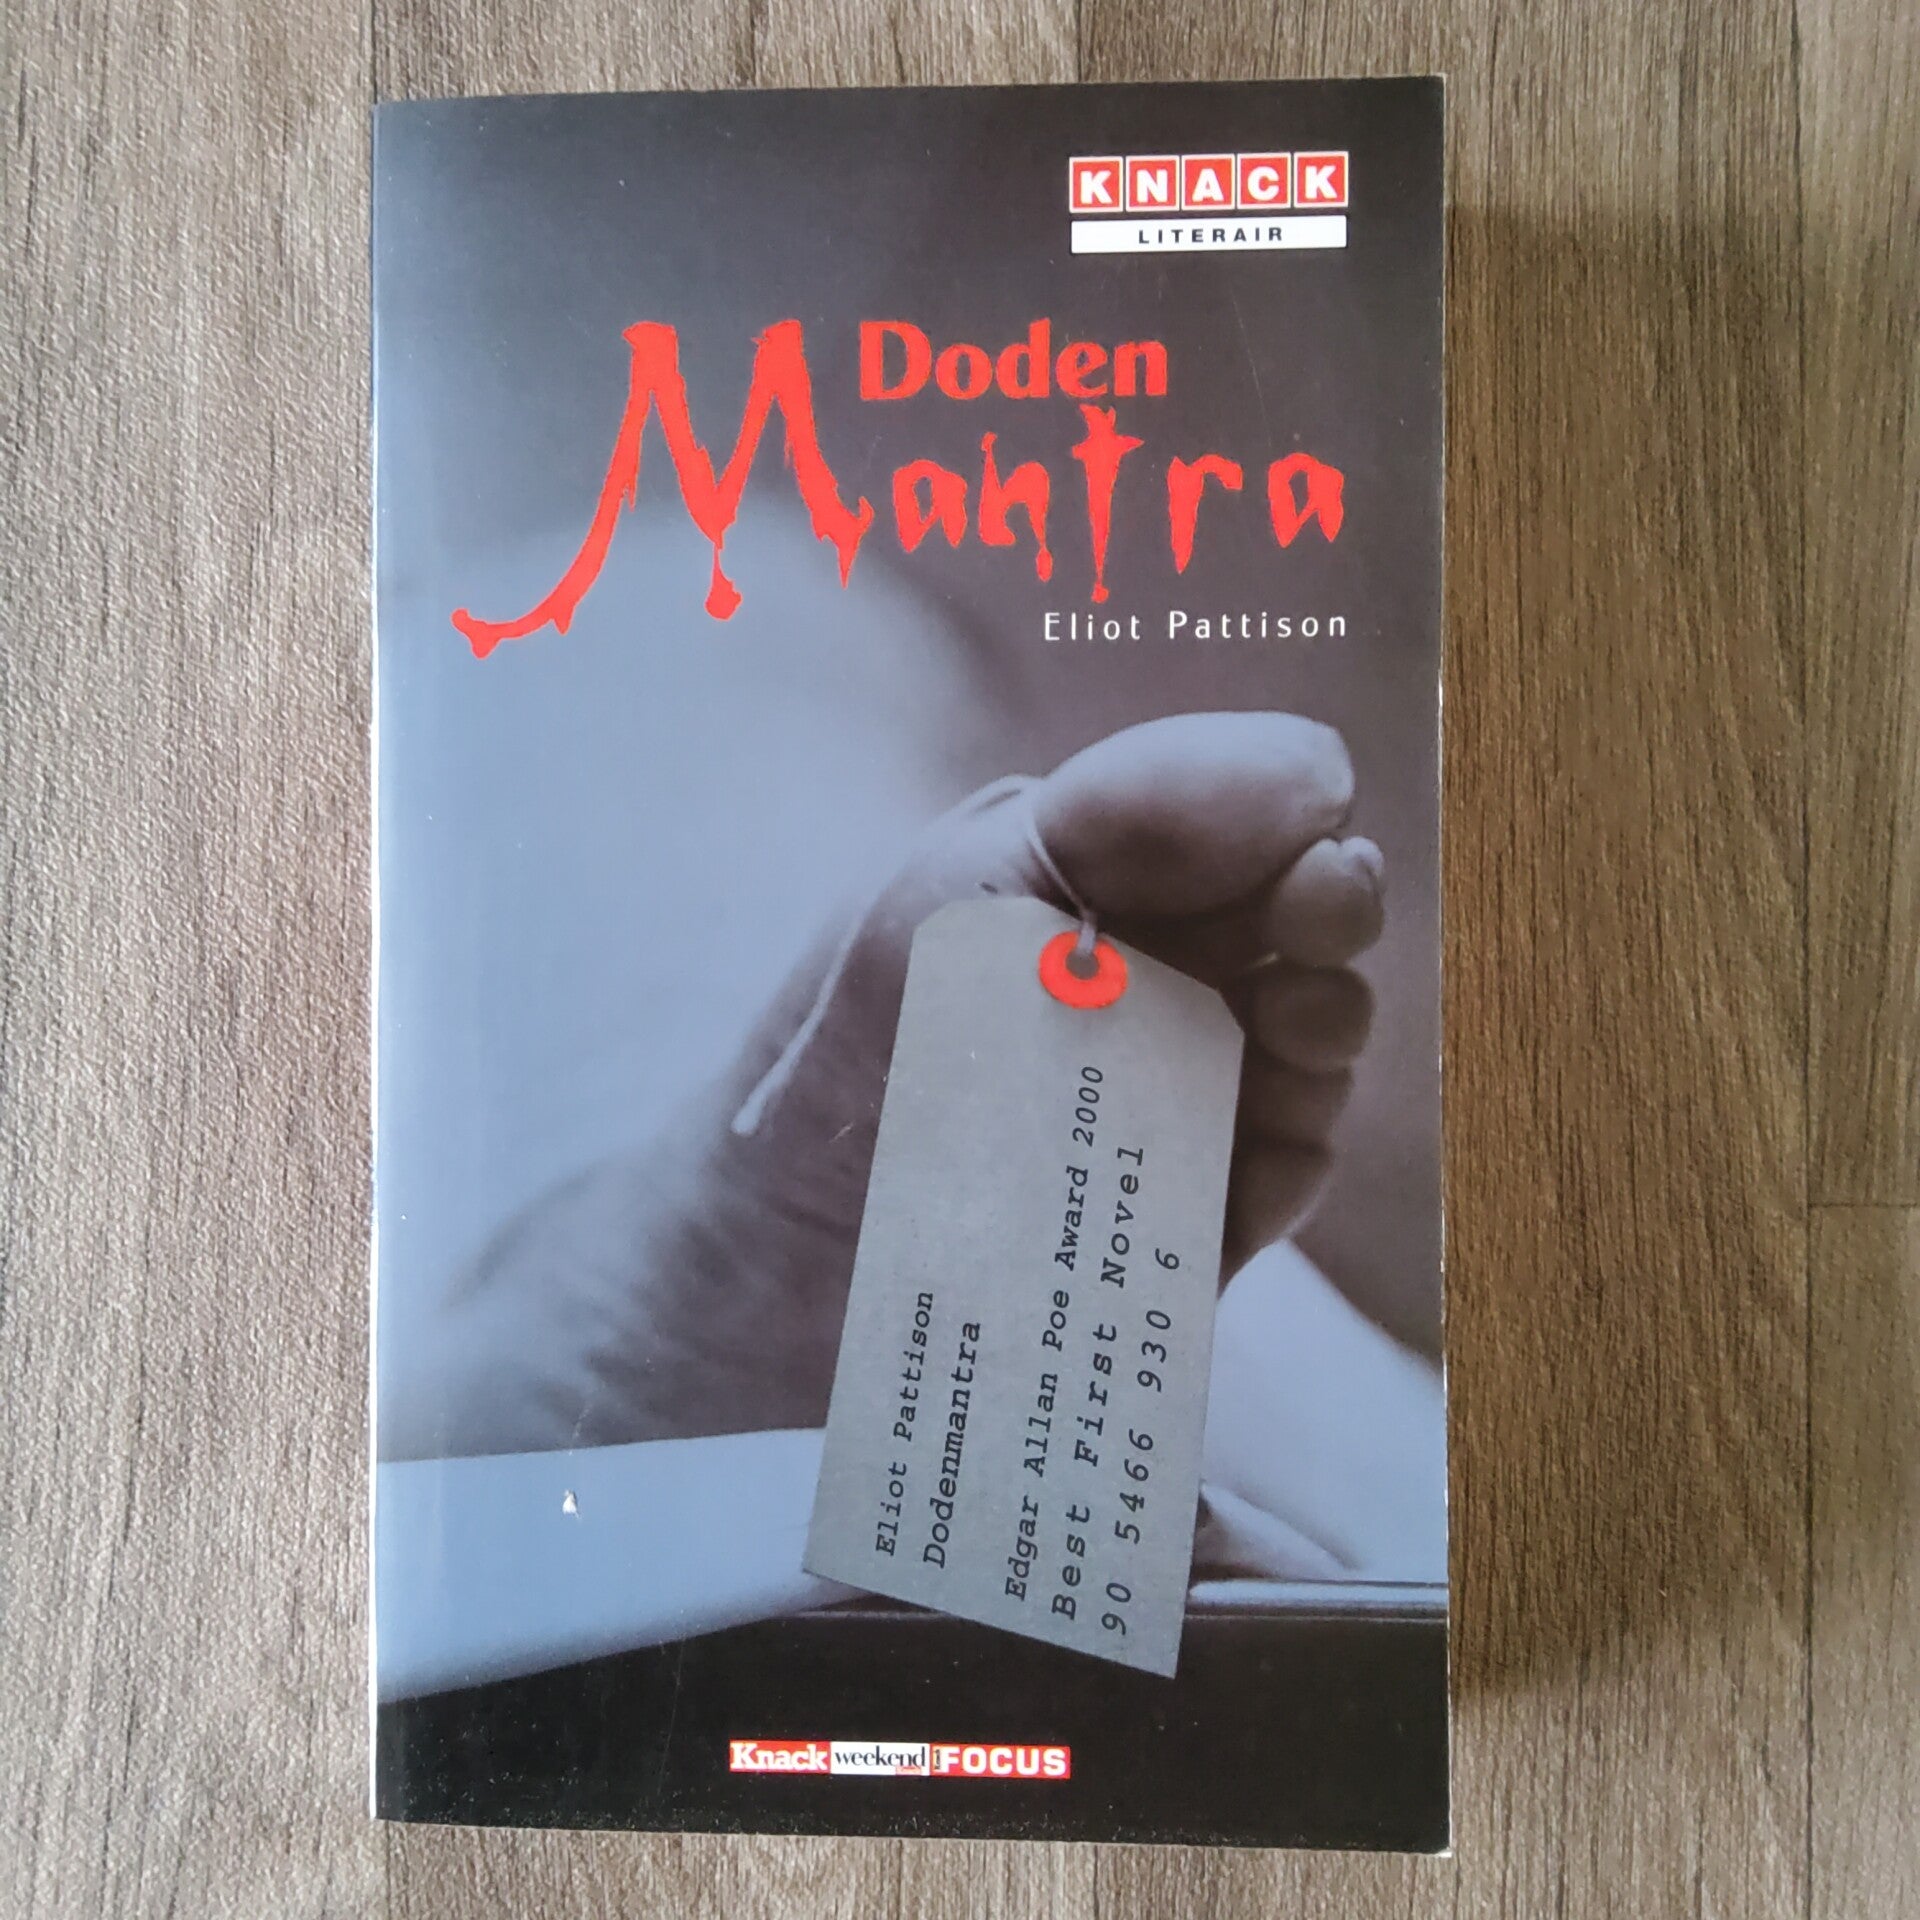 KNACK
LITERAIR
Doden
Mantra
Eliot Pattison
Eliot Pattison
Dodenmantra
Edgar Allan Poe Award 2000
Best First Novel
90 5466 930 6
Knack weekend FOCUS